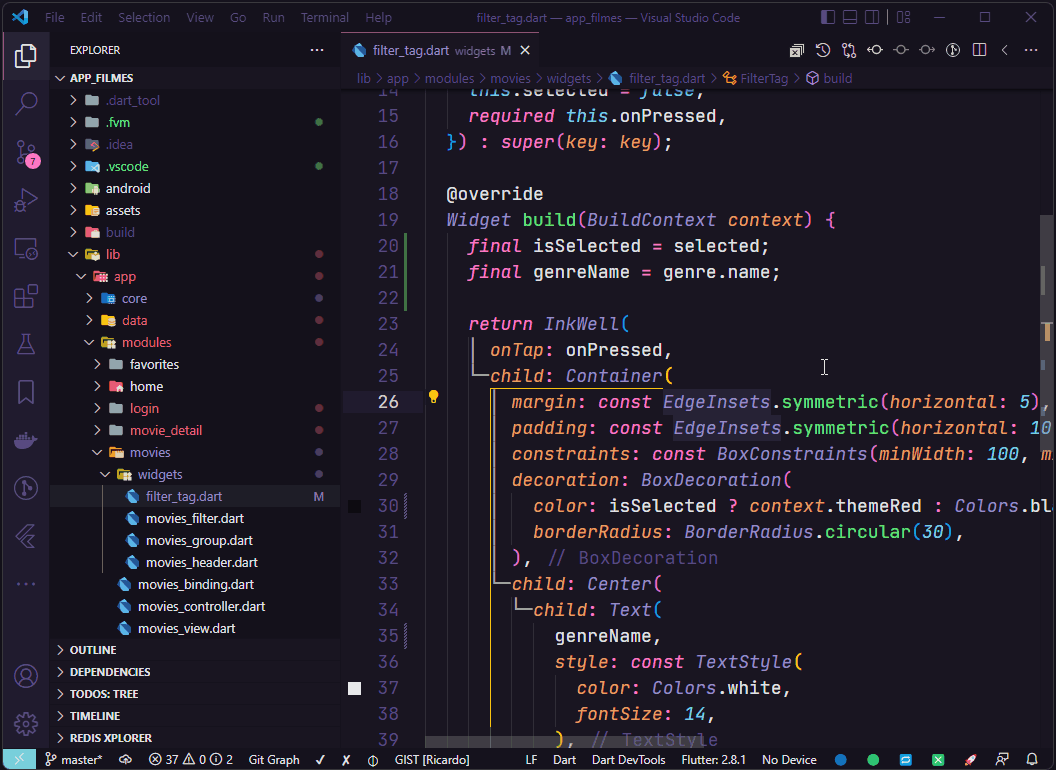 File Edit Selection View Go Run Terminal Help filter_tag.dart — app_filmes — Visual Studio Code
EXPLORER
APP_FILMES
.dart_tool
.fvm
.idea
.vscode
android
assets
build
lib
app
core
data
modules
favorites
home
login
movie_detail
movies
widgets
filter_tag.dart M
movies_filter.dart
movies_group.dart
movies_header.dart
movies_binding.dart
movies_controller.dart
movies_view.dart
OUTLINE
DEPENDENCIES
TODOS: TREE
TIMELINE
REDIS XPLORER
7
filter_tag.dart widgets M
lib > app > modules > movies > widgets > filter_tag.dart > FilterTag > build
14 this.selected = false,
15 required this.onPressed,
16 }) : super(key: key);
17
18 @override
19 Widget build(BuildContext context) {
20 final isSelected = selected;
21 final genreName = genre.name;
22
23 return InkWell(
24 onTap: onPressed,
25 child: Container(
26 margin: const EdgeInsets.symmetric(horizontal: 5),
27 padding: const EdgeInsets.symmetric(horizontal: 10
28 constraints: const BoxConstraints(minWidth: 100, m
29 decoration: BoxDecoration(
30 color: isSelected ? context.themeRed : Colors.bl
31 borderRadius: BorderRadius.circular(30),
32 ), // BoxDecoration
33 child: Center(
34 child: Text(
35 genreName,
36 style: const TextStyle(
37 color: Colors.white,
38 fontSize: 14,
39 ), // TextStyle
master* 37 0 2 Git Graph GIST [Ricardo] LF Dart Dart DevTools Flutter: 2.8.1 No Device